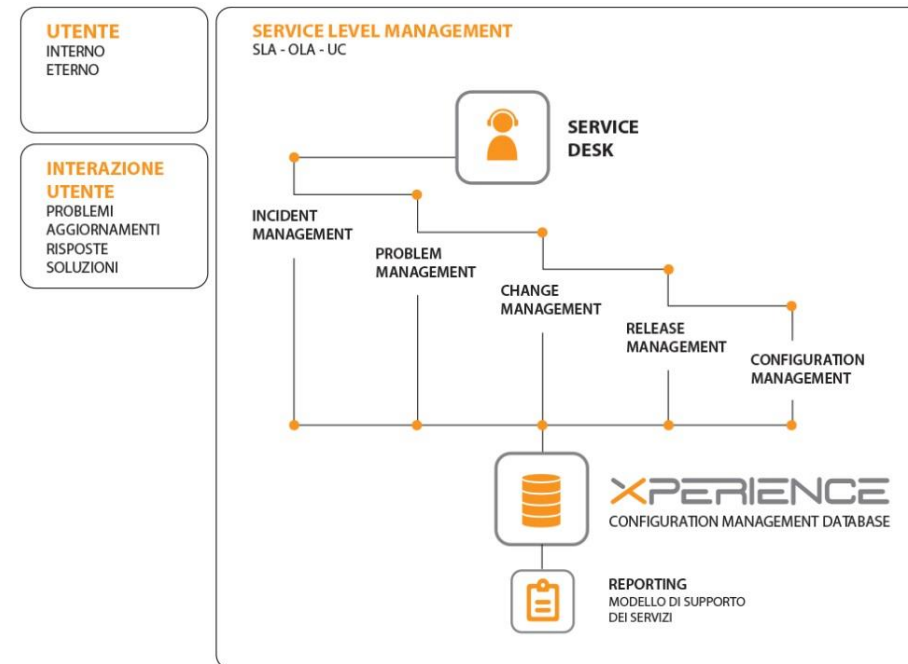 UTENTE
INTERNO
ETERNO
INTERAZIONE
UTENTE
PROBLEMI
AGGIORNAMENTI
RISPOSTE
SOLUZIONI
SERVICE LEVEL MANAGEMENT
SLA - OLA - UC
SERVICE
DESK
INCIDENT
MANAGEMENT
PROBLEM
MANAGEMENT
CHANGE
MANAGEMENT
RELEASE
MANAGEMENT
CONFIGURATION
MANAGEMENT
XPERIENCE
CONFIGURATION MANAGEMENT DATABASE
REPORTING
MODELLO DI SUPPORTO
DEI SERVIZI